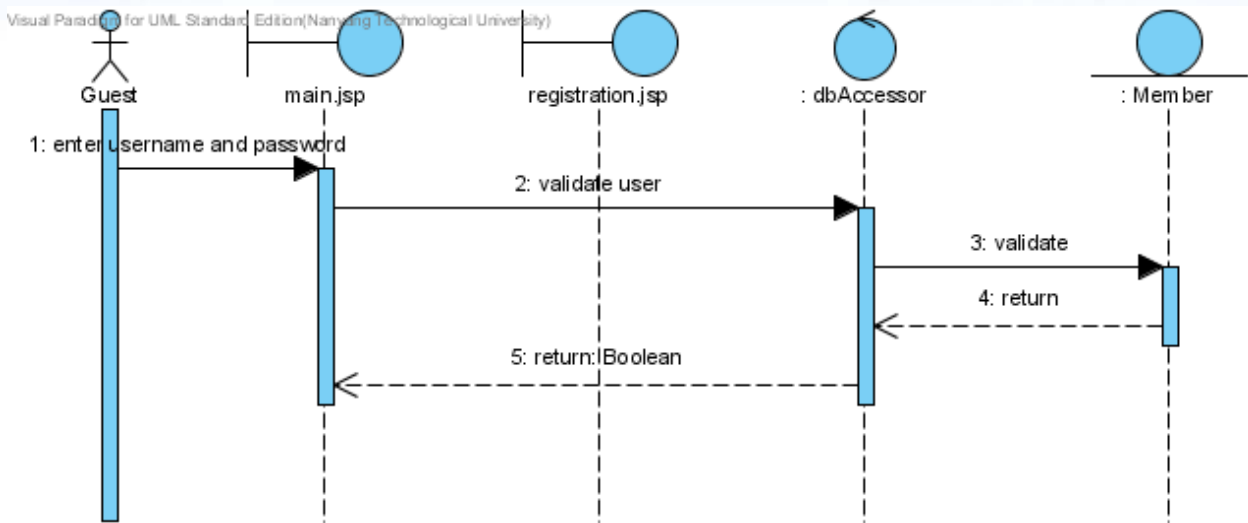 Visual Paradigm for UML Standard Edition(Nanyang Technological University)
Guest
main.jsp
registration.jsp
: dbAccessor
: Member
1: enter username and password
2: validate user
3: validate
4: return
5: return: Boolean